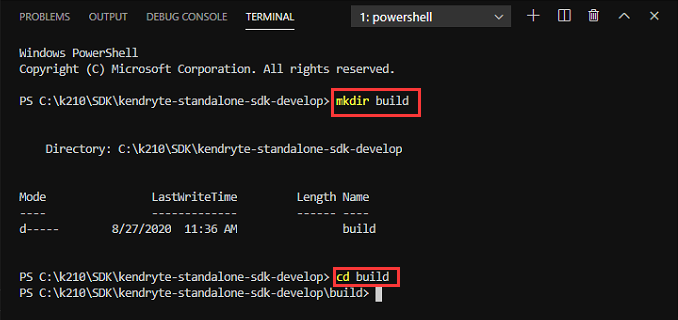 PROBLEMS OUTPUT DEBUG CONSOLE TERMINAL 1: powershell
Windows PowerShell
Copyright (C) Microsoft Corporation. All rights reserved.
PS C:\k210\SDK\kendryte-standalone-sdk-develop> mkdir build
Directory: C:\k210\SDK\kendryte-standalone-sdk-develop
Mode LastWriteTime Length Name
---- ------------- ------ ----
d----- 8/27/2020 11:36 AM build
PS C:\k210\SDK\kendryte-standalone-sdk-develop> cd build
PS C:\k210\SDK\kendryte-standalone-sdk-develop\build>